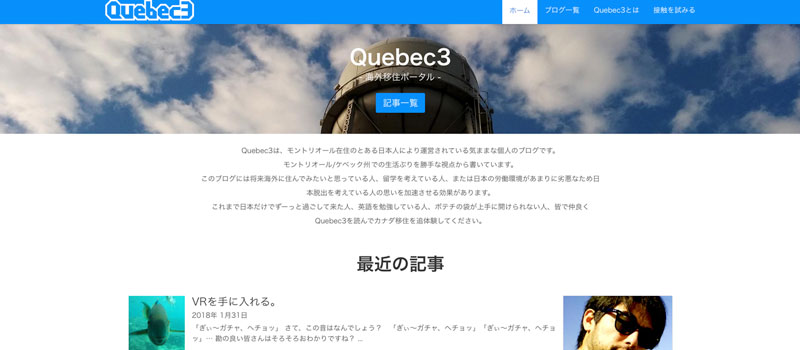 Quebec3
ホーム ブログ一覧 Quebec3とは 接触を試みる
Quebec3
- 海外移住ポータル -
記事一覧
Quebec3は、モントリオール在住のとある日本人により運営されている気ままな個人のブログです。
モントリオール/ケベック州での生活ぶりを勝手な視点から書いています。
このブログには将来海外に住んでみたいと思っている人、留学を考えている人、または日本の労働環境があまりに劣悪なため日
本脱出を考えている人の思いを加速させる効果があります。
これまで日本だけでずーっと過ごして来た人、英語を勉強している人、ポテチの袋が上手に開けられない人、皆で仲良く
Quebec3を読んでカナダ移住を追体験してください。
最近の記事
VRを手に入れる。
2018年 1月31日
「ぎぃ〜ガチャ、ヘチョッ」 さて、この音はなんでしょう？ 「ぎぃ〜ガチャ、ヘチョッ」「ぎぃ〜ガチャ、ヘチョ
ッ」… 勘の良い皆さんはそろそろおわかりですね？ ...